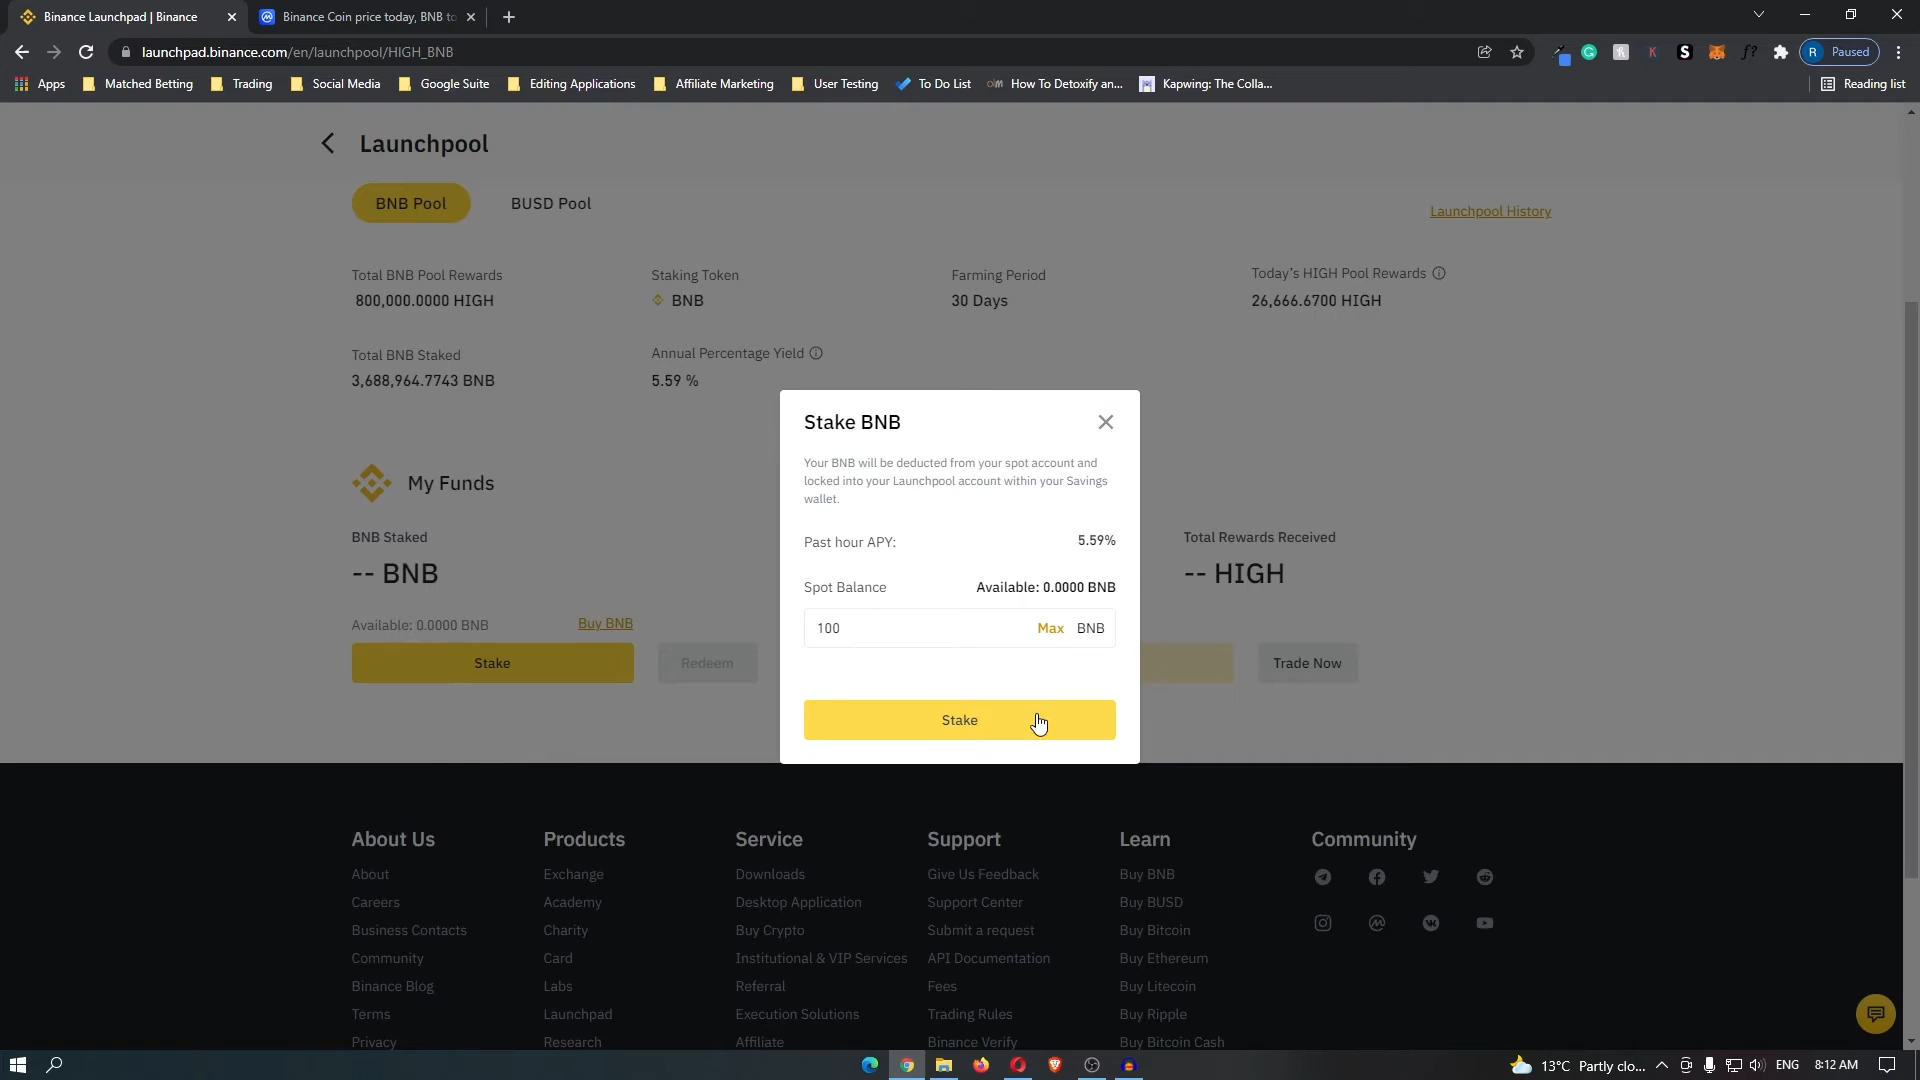 Binance Launchpad | Binance
Binance Coin price today, BNB to
launchpad.binance.com/en/launchpool/HIGH_BNB
R Paused
Apps
Matched Betting
Trading
Social Media
Google Suite
Editing Applications
Affiliate Marketing
User Testing
To Do List
How To Detoxify an...
Kapwing: The Colla...
Reading list
Launchpool
BNB Pool
BUSD Pool
Launchpool History
Total BNB Pool Rewards
800,000.0000 HIGH
Staking Token
BNB
Farming Period
30 Days
Today's HIGH Pool Rewards
26,666.6700 HIGH
Total BNB Staked
3,688,964.7743 BNB
Annual Percentage Yield
5.59 %
My Funds
BNB Staked
-- BNB
Available: 0.0000 BNB
Buy BNB
Stake
Redeem
Total Rewards Received
-- HIGH
Trade Now
Stake BNB
Your BNB will be deducted from your spot account and
locked into your Launchpool account within your Savings
wallet.
Past hour APY:
5.59%
Spot Balance
Available: 0.0000 BNB
100
Max BNB
Stake
About Us
About
Careers
Business Contacts
Community
Binance Blog
Terms
Privacy
Products
Exchange
Academy
Charity
Card
Labs
Launchpad
Research
Service
Downloads
Desktop Application
Buy Crypto
Institutional & VIP Services
Referral
Execution Solutions
Affiliate
Support
Give Us Feedback
Support Center
Submit a request
API Documentation
Fees
Trading Rules
Binance Verify
Learn
Buy BNB
Buy BUSD
Buy Bitcoin
Buy Ethereum
Buy Litecoin
Buy Ripple
Buy Bitcoin Cash
Community
13°C Partly clo...
ENG
8:12 AM